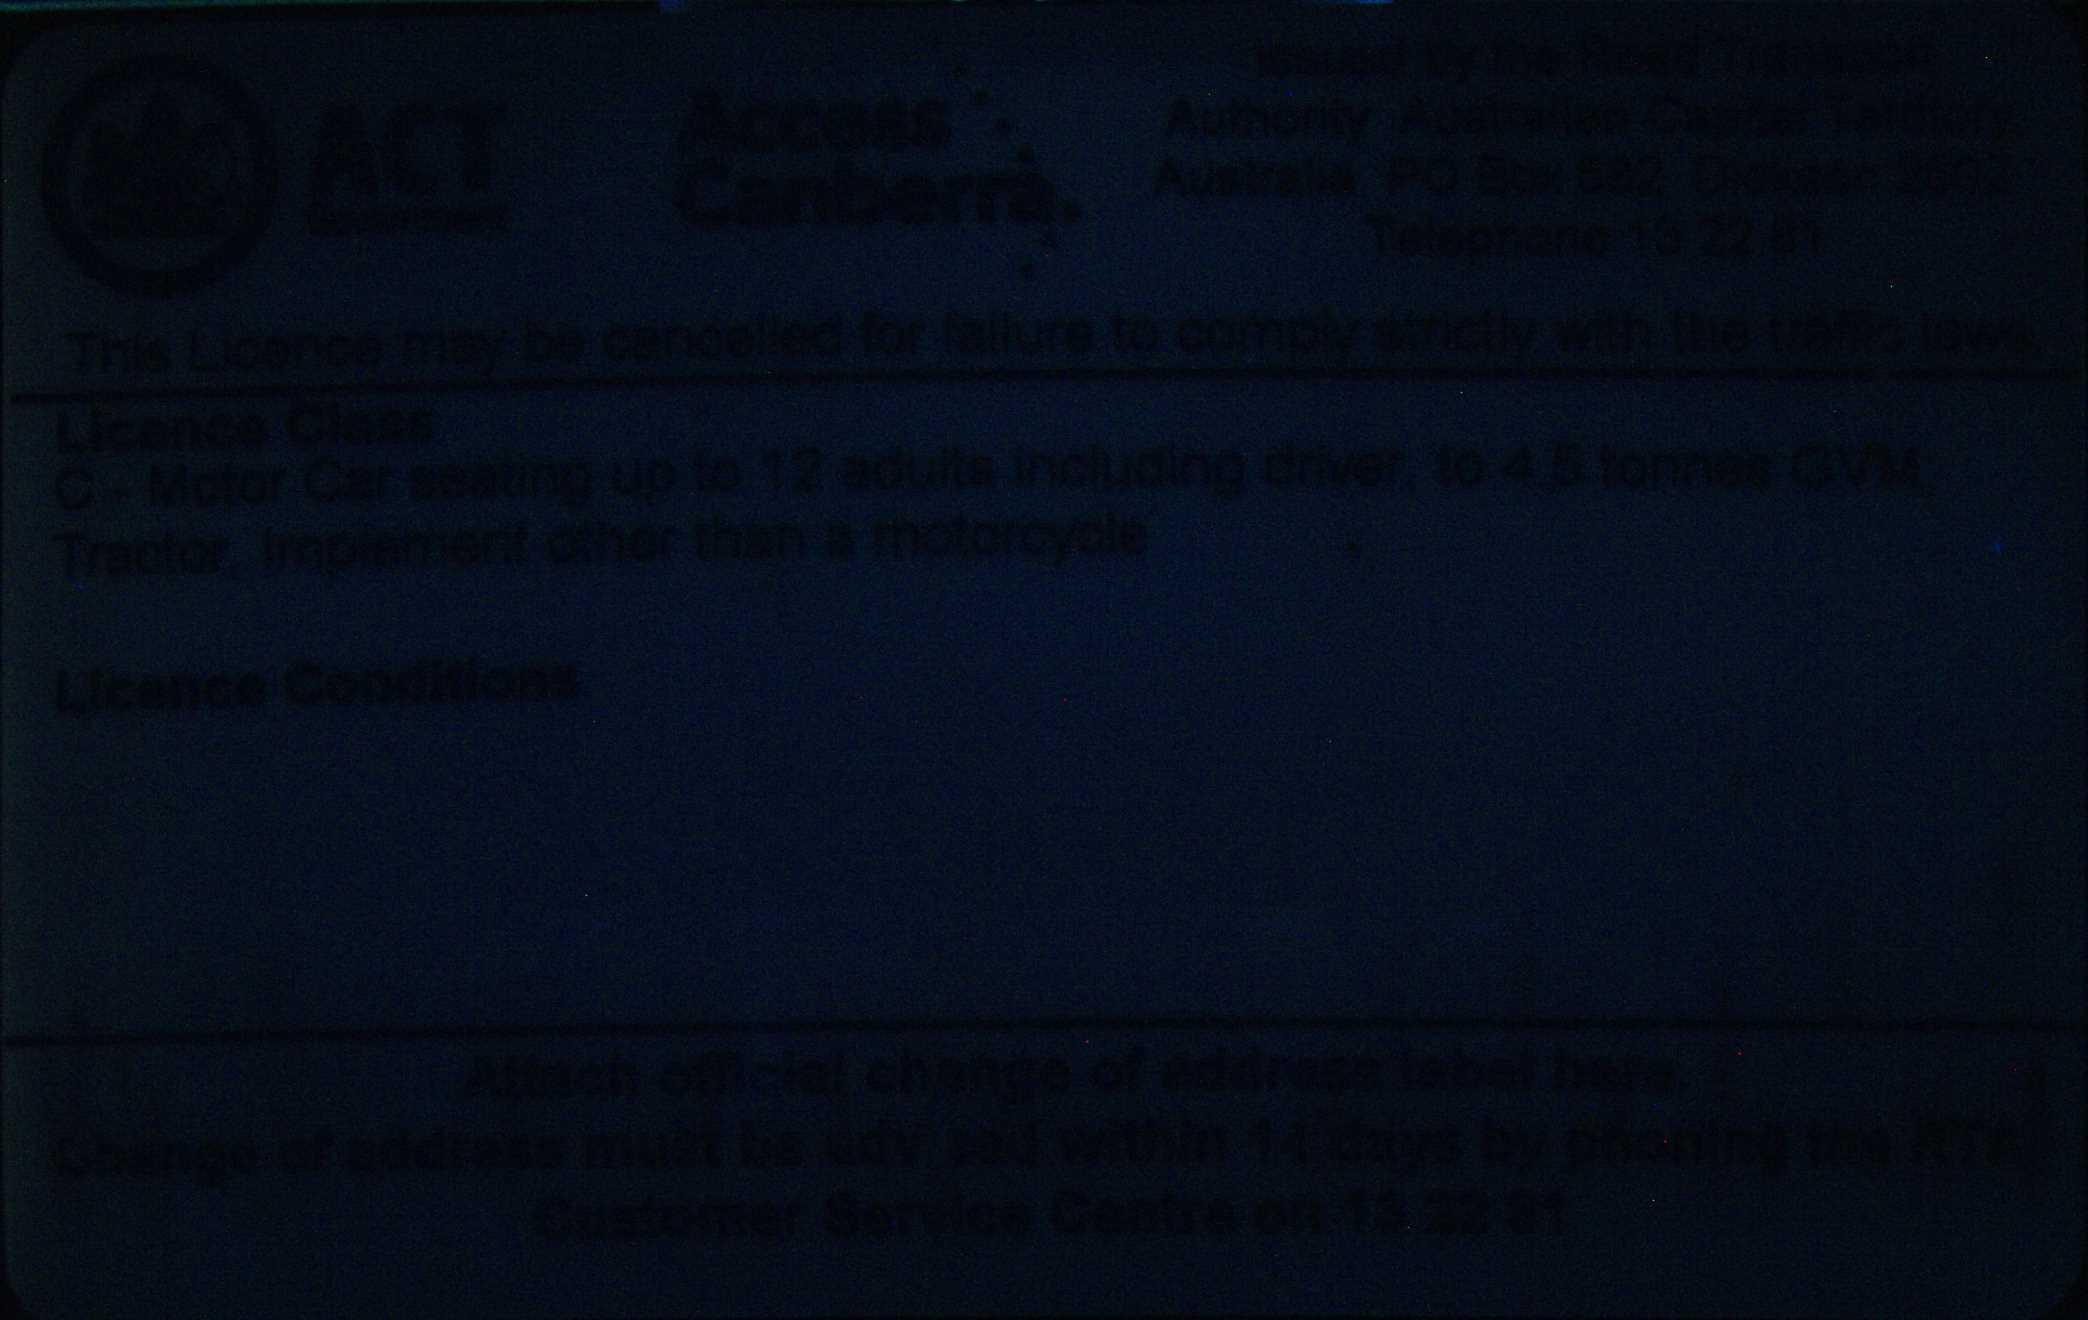 Issued by the Road Transport
Authority Australian Capital Territory
Australia PO Box 582, Dickson 2602
Telephone 13 22 81
ACT
Access
Canberra
This Licence may be cancelled for failure to comply strictly with the traffic laws.
Licence Class
C - Motor Car seating up to 12 adults including driver, to 4.5 tonnes GVM;
Tractor, Implement other than a motorcycle
Licence Conditions
Attach official change of address label here.
Change of address must be advised within 14 days by phoning the RTA
Customer Service Centre on 13 22 81